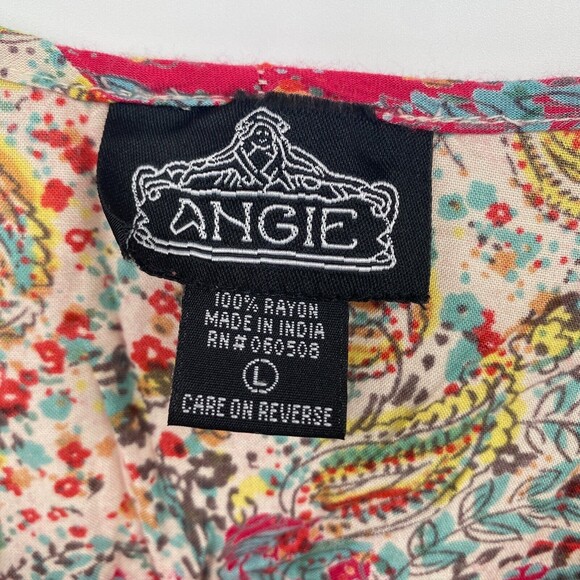 ANGIE
100% RAYON
MADE IN INDIA
RN# 060508
L
CARE ON REVERSE